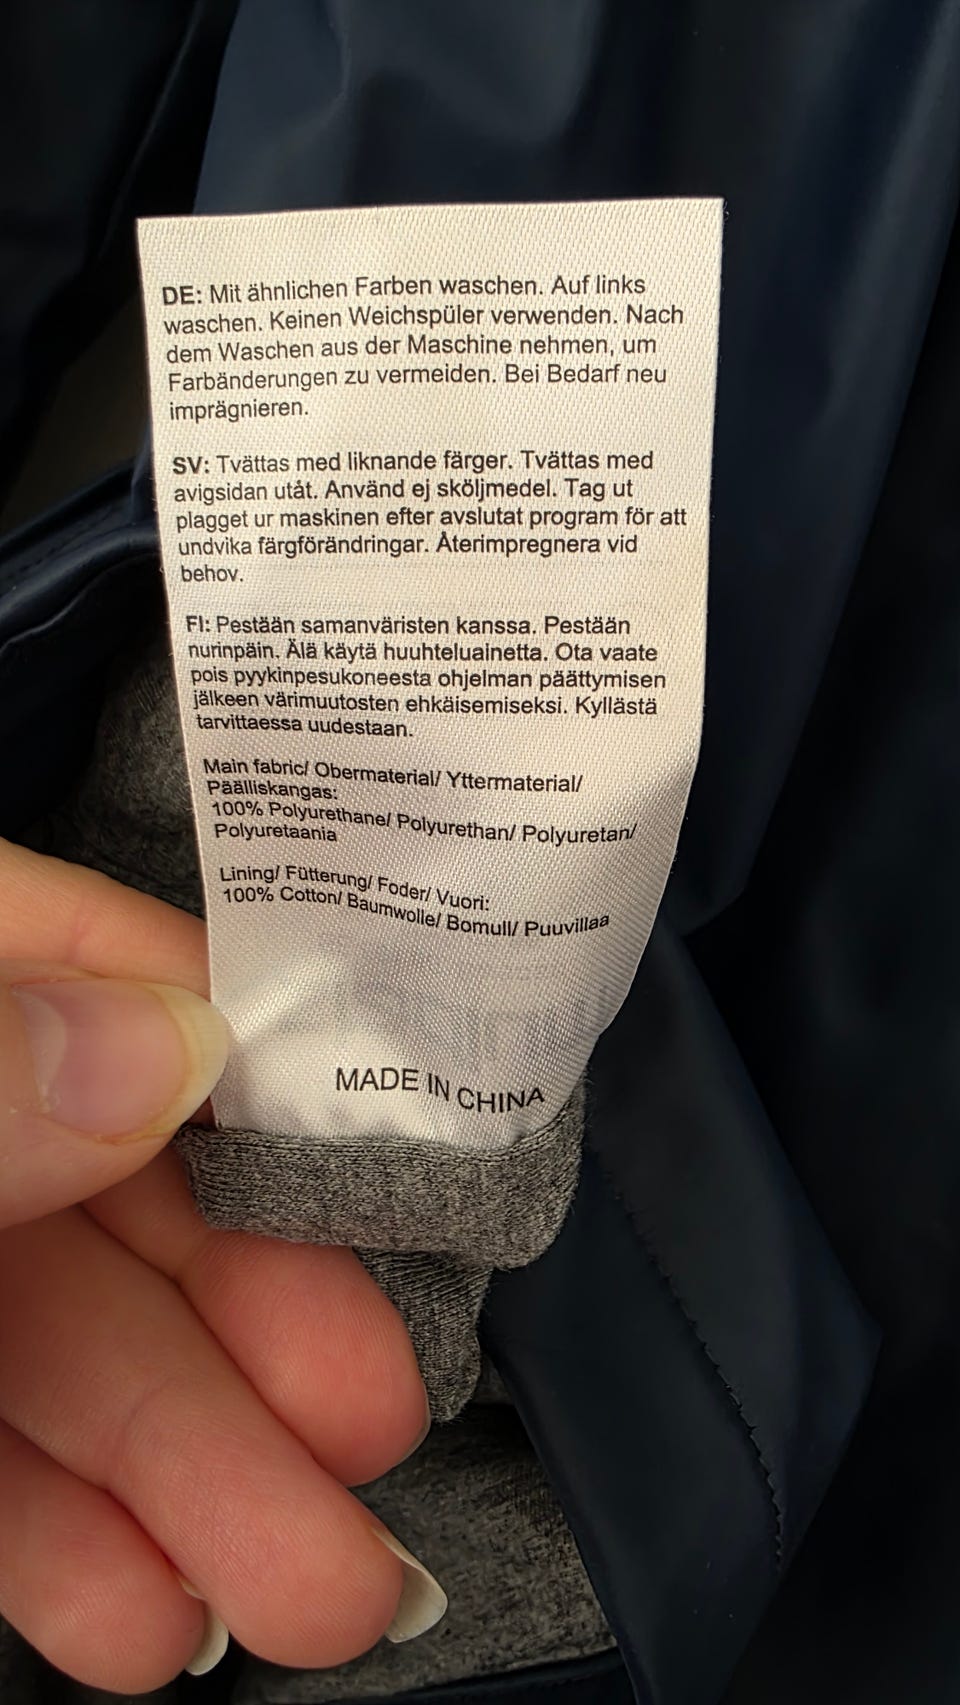 DE: Mit ähnlichen Farben waschen. Auf links
waschen. Keinen Weichspüler verwenden. Nach
dem Waschen aus der Maschine nehmen, um
Farbänderungen zu vermeiden. Bei Bedarf neu
imprägnieren.
SV: Tvättas med liknande färger. Tvättas med
avigsidan utåt. Använd ej sköljmedel. Tag ut
plagget ur maskinen efter avslutat program för att
undvika färgförändringar. Återimpregnera vid
behov.
FI: Pestään samanväristen kanssa. Pestään
nurinpäin. Älä käytä huuhteluainetta. Ota vaate
pois pyykinpesukoneesta ohjelman päättymisen
jälkeen värimuutosten ehkäisemiseksi. Kyllästä
tarvittaessa uudestaan.
Main fabric/ Obermaterial/ Yttermaterial/
Päälliskangas:
100% Polyurethane/ Polyurethan/ Polyuretan/
Polyuretaania
Lining/ Fütterung/ Foder/ Vuori:
100% Cotton/ Baumwolle/ Bomull/ Puuvillaa
MADE IN CHINA